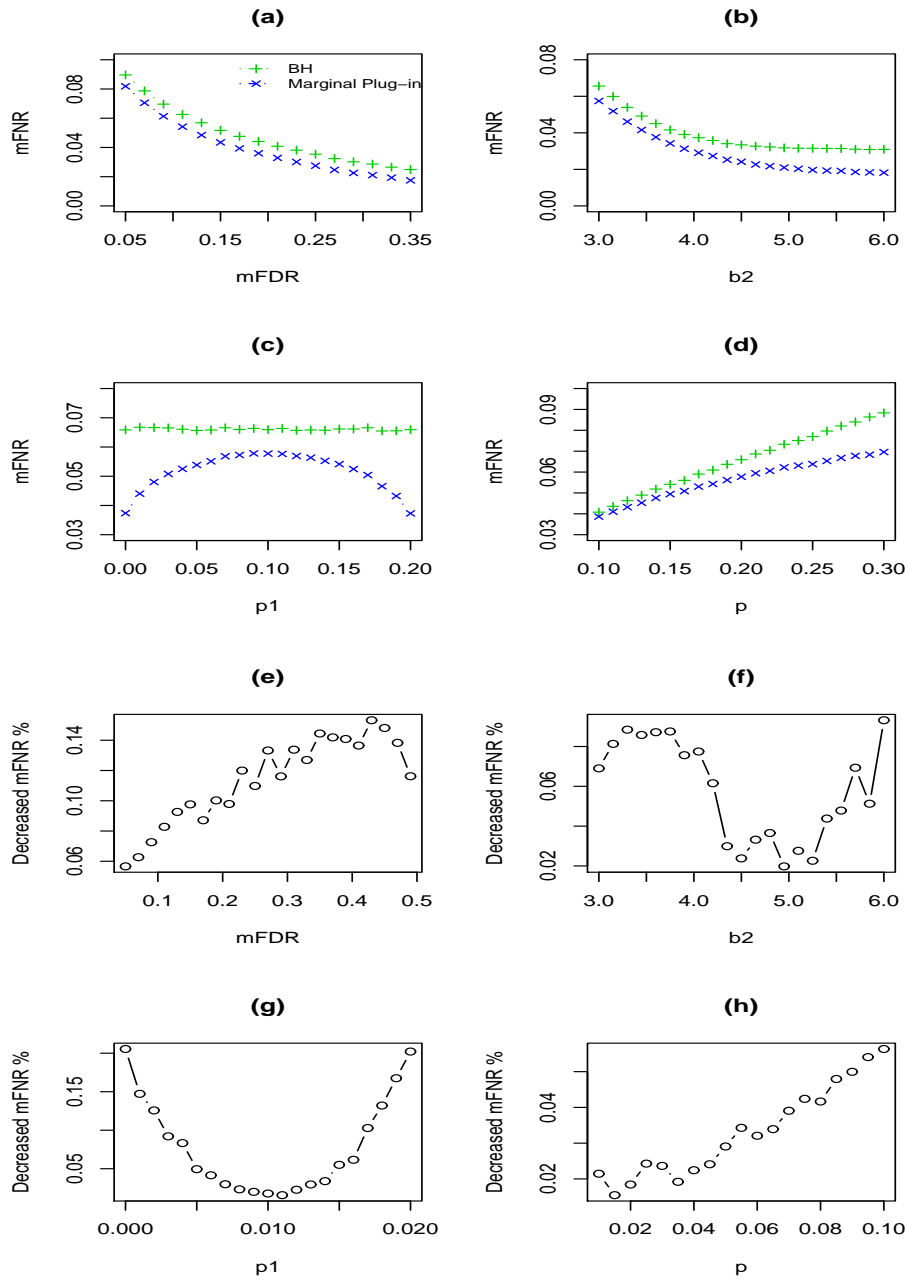 (a)
BH
Marginal Plug-in
mFNR
0.00 0.04 0.08
0.05 0.15 0.25 0.35
mFDR
(b)
mFNR
0.00 0.04 0.08
3.0 4.0 5.0 6.0
b2
(c)
mFNR
0.03 0.05 0.07
0.00 0.05 0.10 0.15 0.20
p1
(d)
mFNR
0.03 0.06 0.09
0.10 0.15 0.20 0.25 0.30
p
(e)
Decreased mFNR %
0.06 0.10 0.14
0.1 0.2 0.3 0.4 0.5
mFDR
(f)
Decreased mFNR %
0.02 0.06
3.0 4.0 5.0 6.0
b2
(g)
Decreased mFNR %
0.05 0.15
0.000 0.010 0.020
p1
(h)
Decreased mFNR %
0.02 0.04
0.02 0.04 0.06 0.08 0.10
p